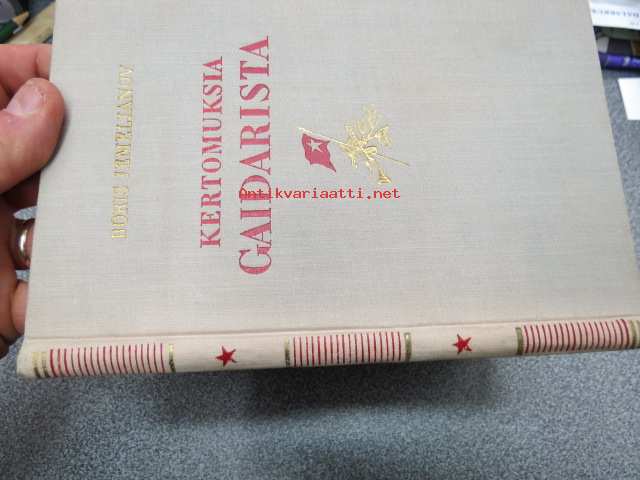 BORIS JEMELJANOV
KERTOMUKSIA
GAIDARISTA
Antikvariaatti.net